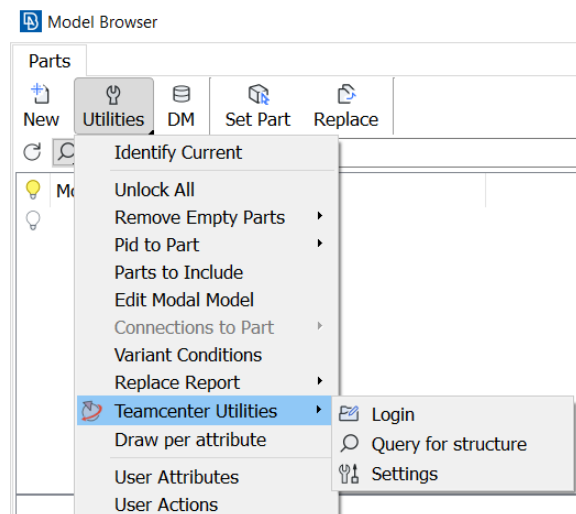 Model Browser
Parts
New Utilities DM Set Part Replace
Identify Current
Unlock All
Remove Empty Parts
Pid to Part
Parts to Include
Edit Modal Model
Connections to Part
Variant Conditions
Replace Report
Teamcenter Utilities
Login
Draw per attribute
Query for structure
Settings
User Attributes
User Actions